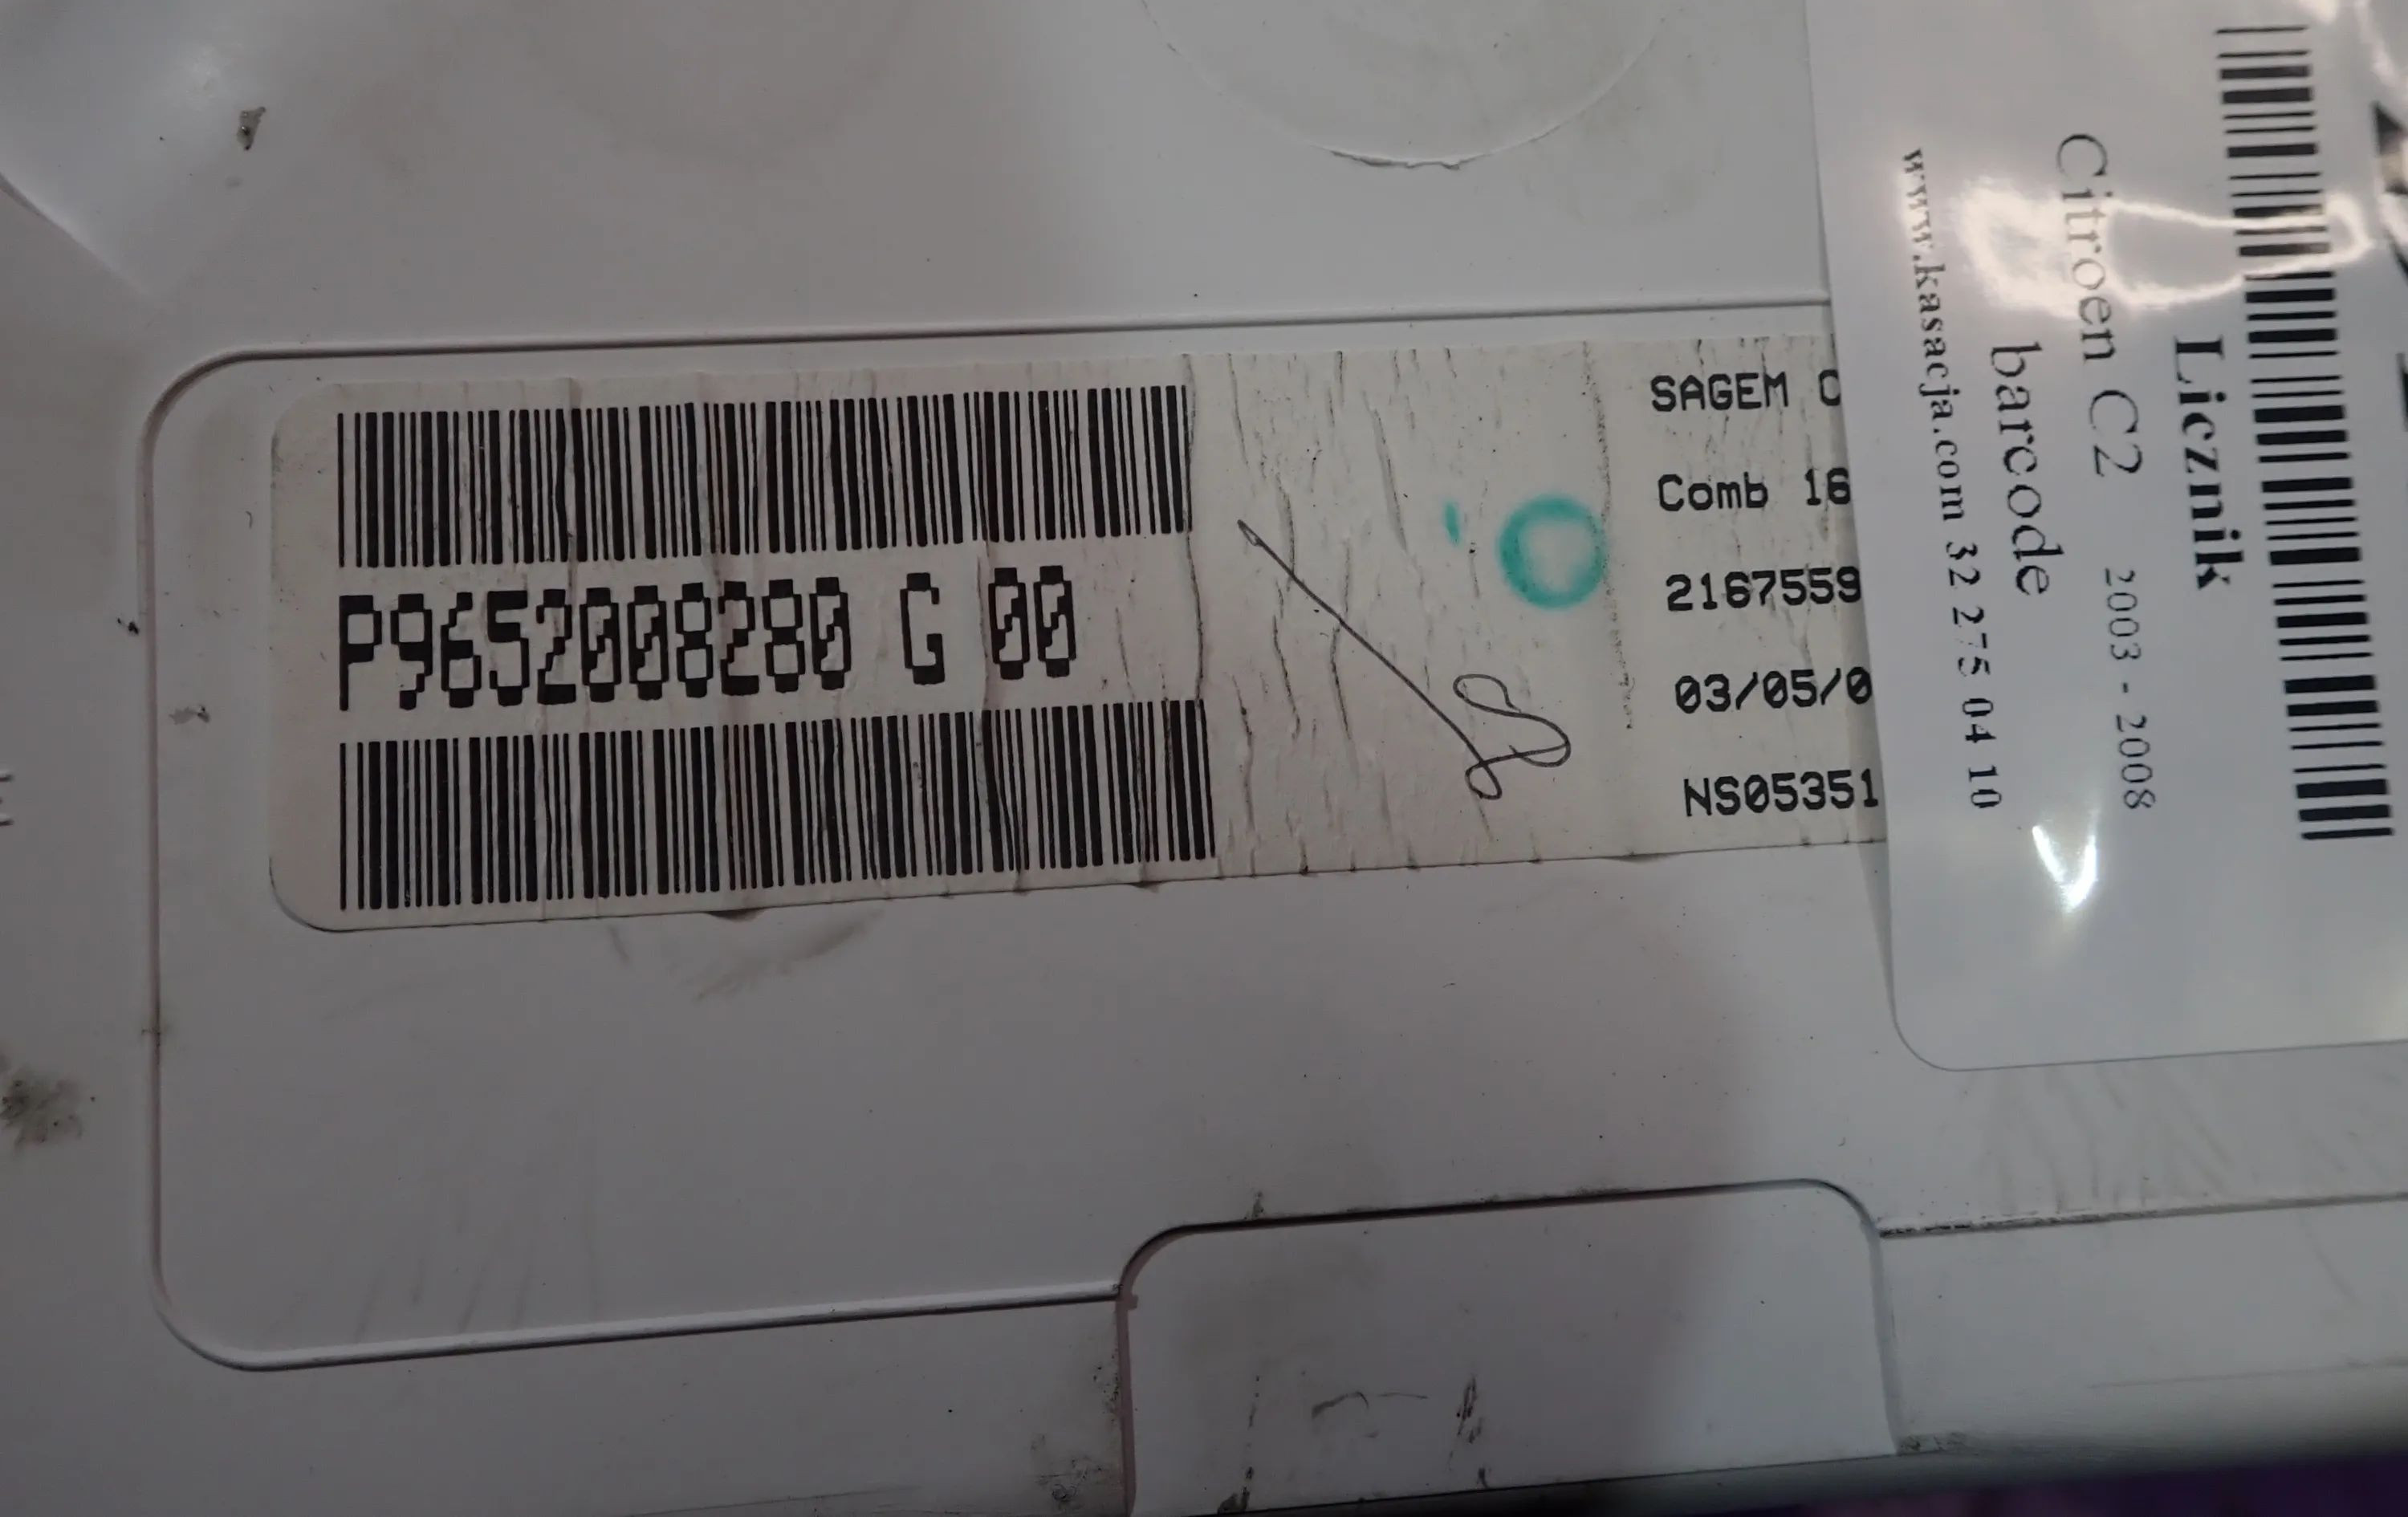 P9652008280 G 00
SAGEM C
Comb 16
2167559
03/05/0
NS05351
Licznik
Citroen C2 2003 - 2008
barcode
www.kasacja.com 32 275 04 10